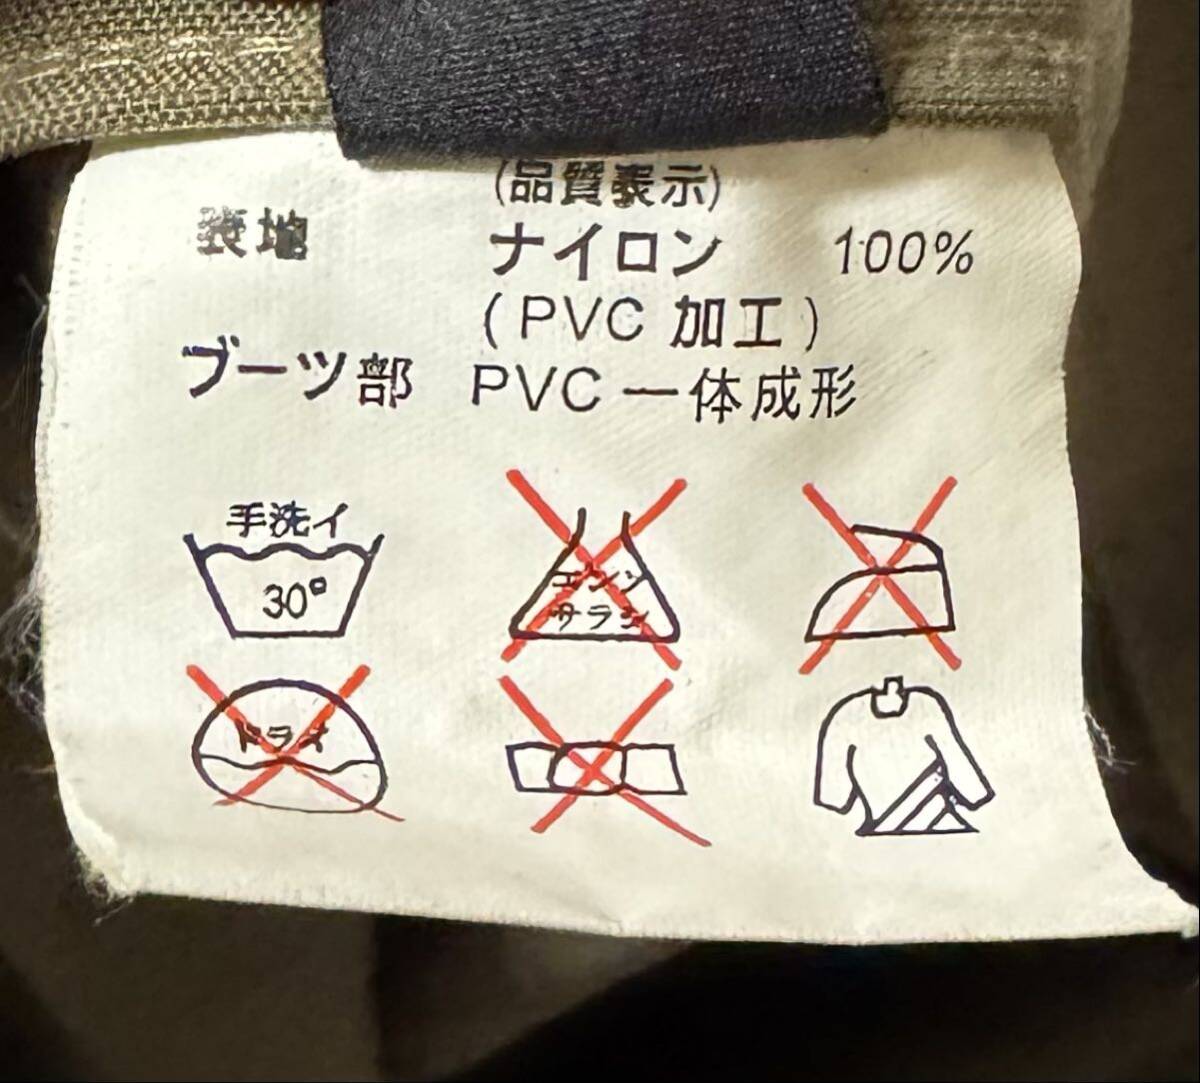 (品質表示)
表地 ナイロン 100%
(PVC 加工)
ブーツ部 PVC 一体成形
手洗イ
30°
エンソ
サラシ
ドライ